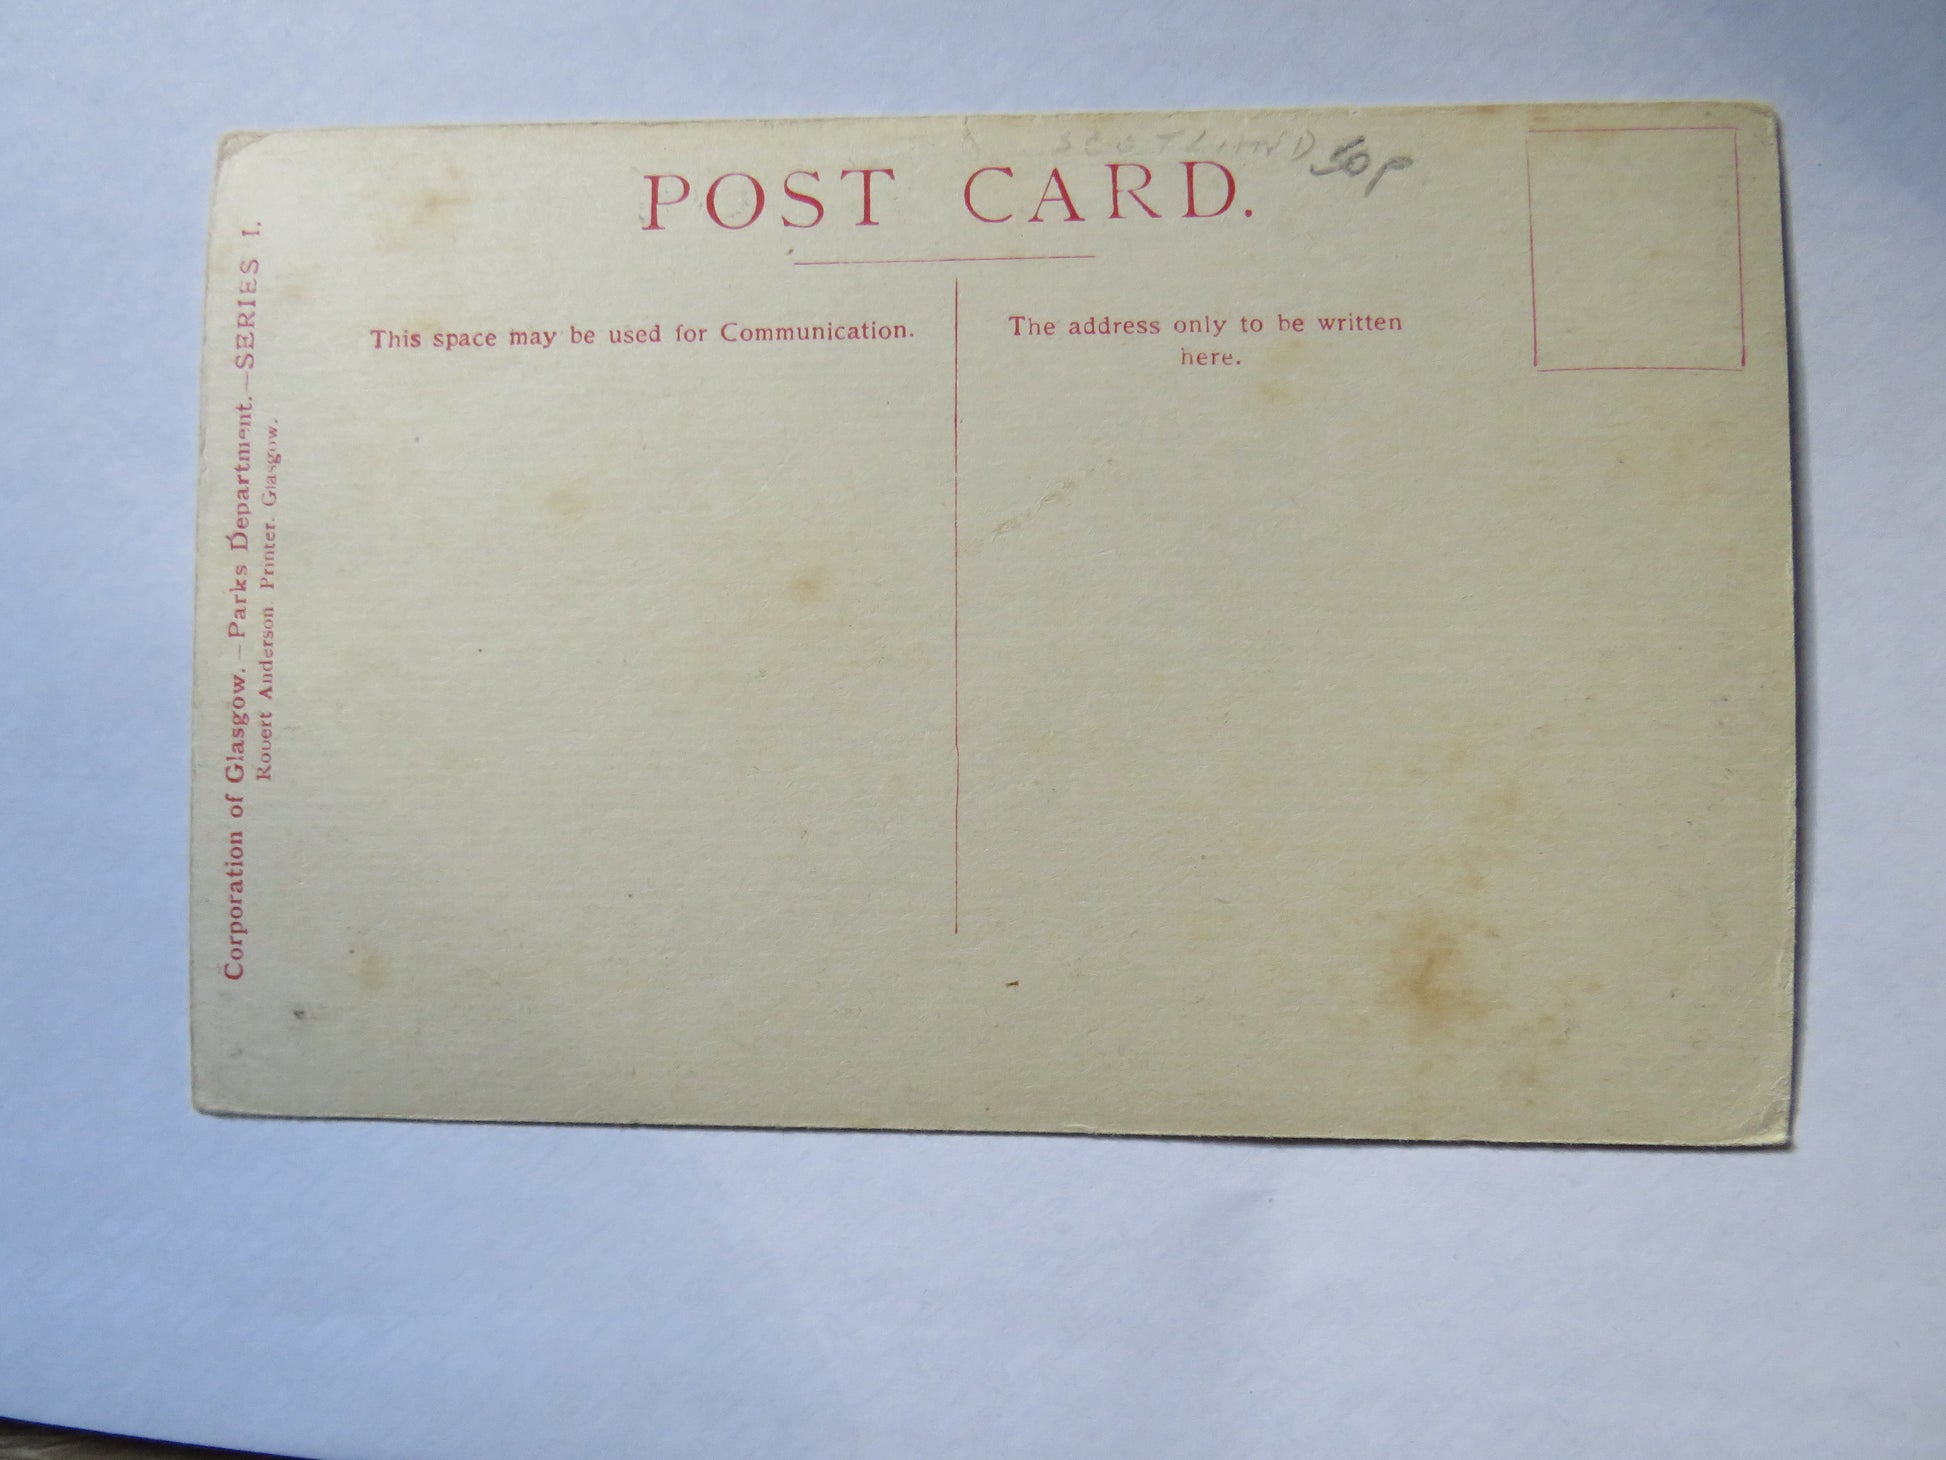 SCOTLAND 50p
POST CARD.
This space may be used for Communication.
The address only to be written
here.
Corporation of Glasgow.—Parks Department.—SERIES I.
Robert Anderson. Printer. Glasgow.